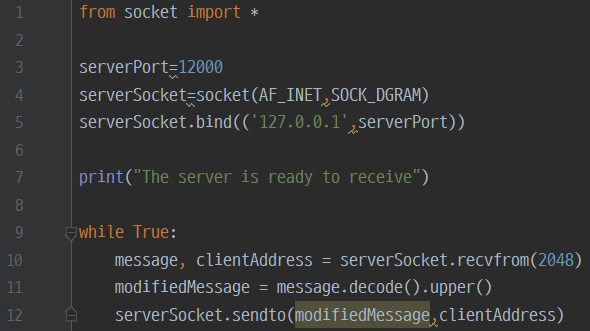 1 from socket import *
2
3 serverPort=12000
4 serverSocket=socket(AF_INET,SOCK_DGRAM)
5 serverSocket.bind(('127.0.0.1',serverPort))
6
7 print("The server is ready to receive")
8
9 while True:
10     message, clientAddress = serverSocket.recvfrom(2048)
11     modifiedMessage = message.decode().upper()
12     serverSocket.sendto(modifiedMessage,clientAddress)